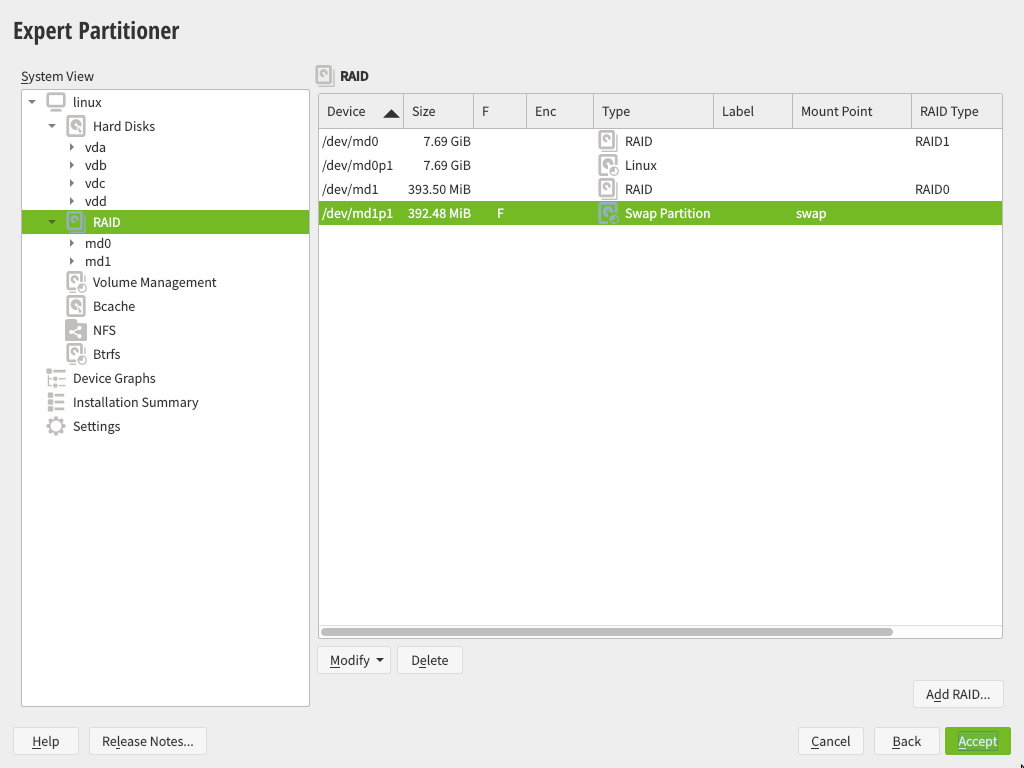 Expert Partitioner
System View
linux
Hard Disks
vda
vdb
vdc
vdd
RAID
md0
md1
Volume Management
Bcache
NFS
Btrfs
Device Graphs
Installation Summary
Settings
RAID
Device Size F Enc Type Label Mount Point RAID Type
/dev/md0 7.69 GiB RAID RAID1
/dev/md0p1 7.69 GiB Linux
/dev/md1 393.50 MiB RAID RAID0
/dev/md1p1 392.48 MiB F Swap Partition swap
Modify Delete
Add RAID...
Help Release Notes... Cancel Back Accept